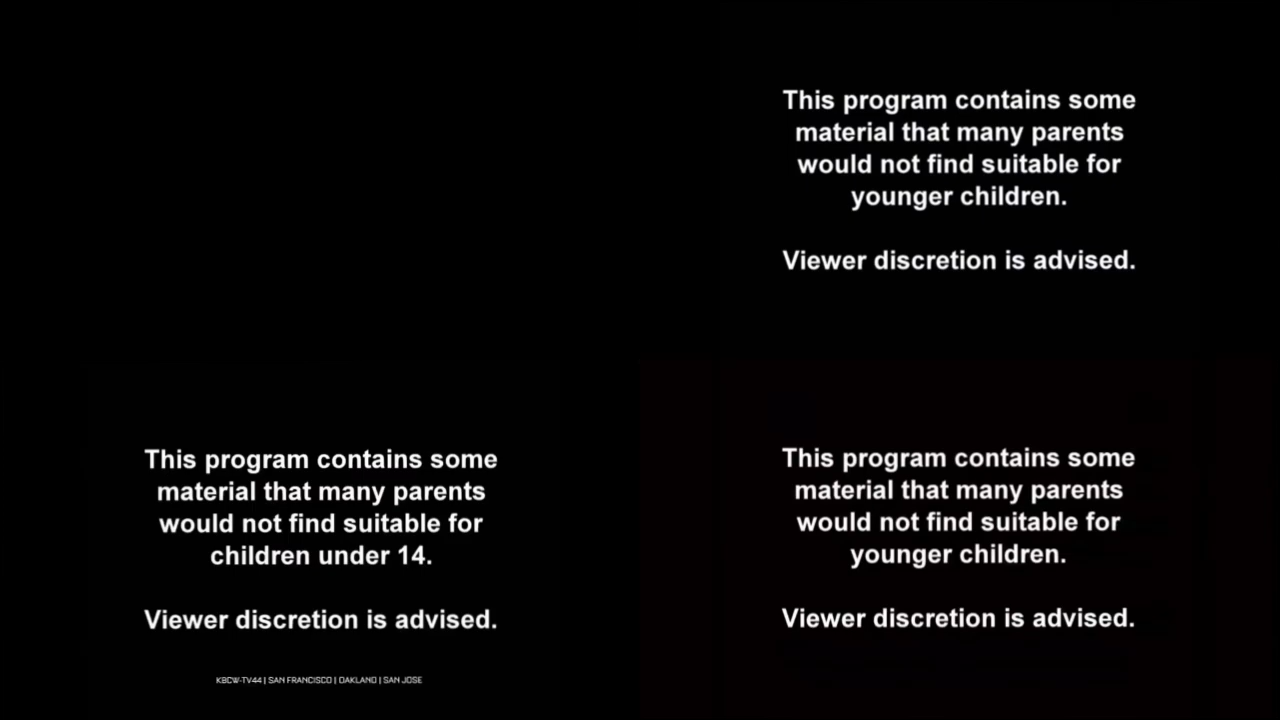 This program contains some
material that many parents
would not find suitable for
younger children.
Viewer discretion is advised.
This program contains some
material that many parents
would not find suitable for
children under 14.
Viewer discretion is advised.
KBCW-TV44 | SAN FRANCISCO | OAKLAND | SAN JOSE
This program contains some
material that many parents
would not find suitable for
younger children.
Viewer discretion is advised.